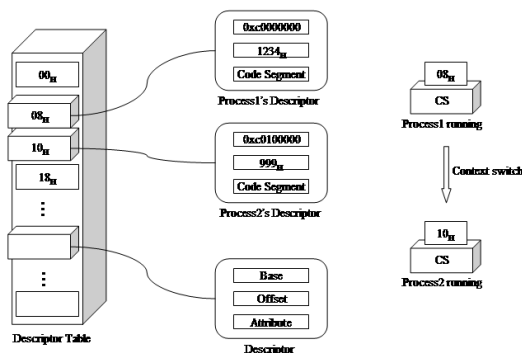 00H
08H
10H
18H
Descriptor Table
0xc0000000
1234H
Code Segment
Process1's Descriptor
0xc0100000
999H
Code Segment
Process2's Descriptor
Base
Offset
Attribute
Descriptor
08H
CS
Process1 running
Context switch
10H
CS
Process2 running